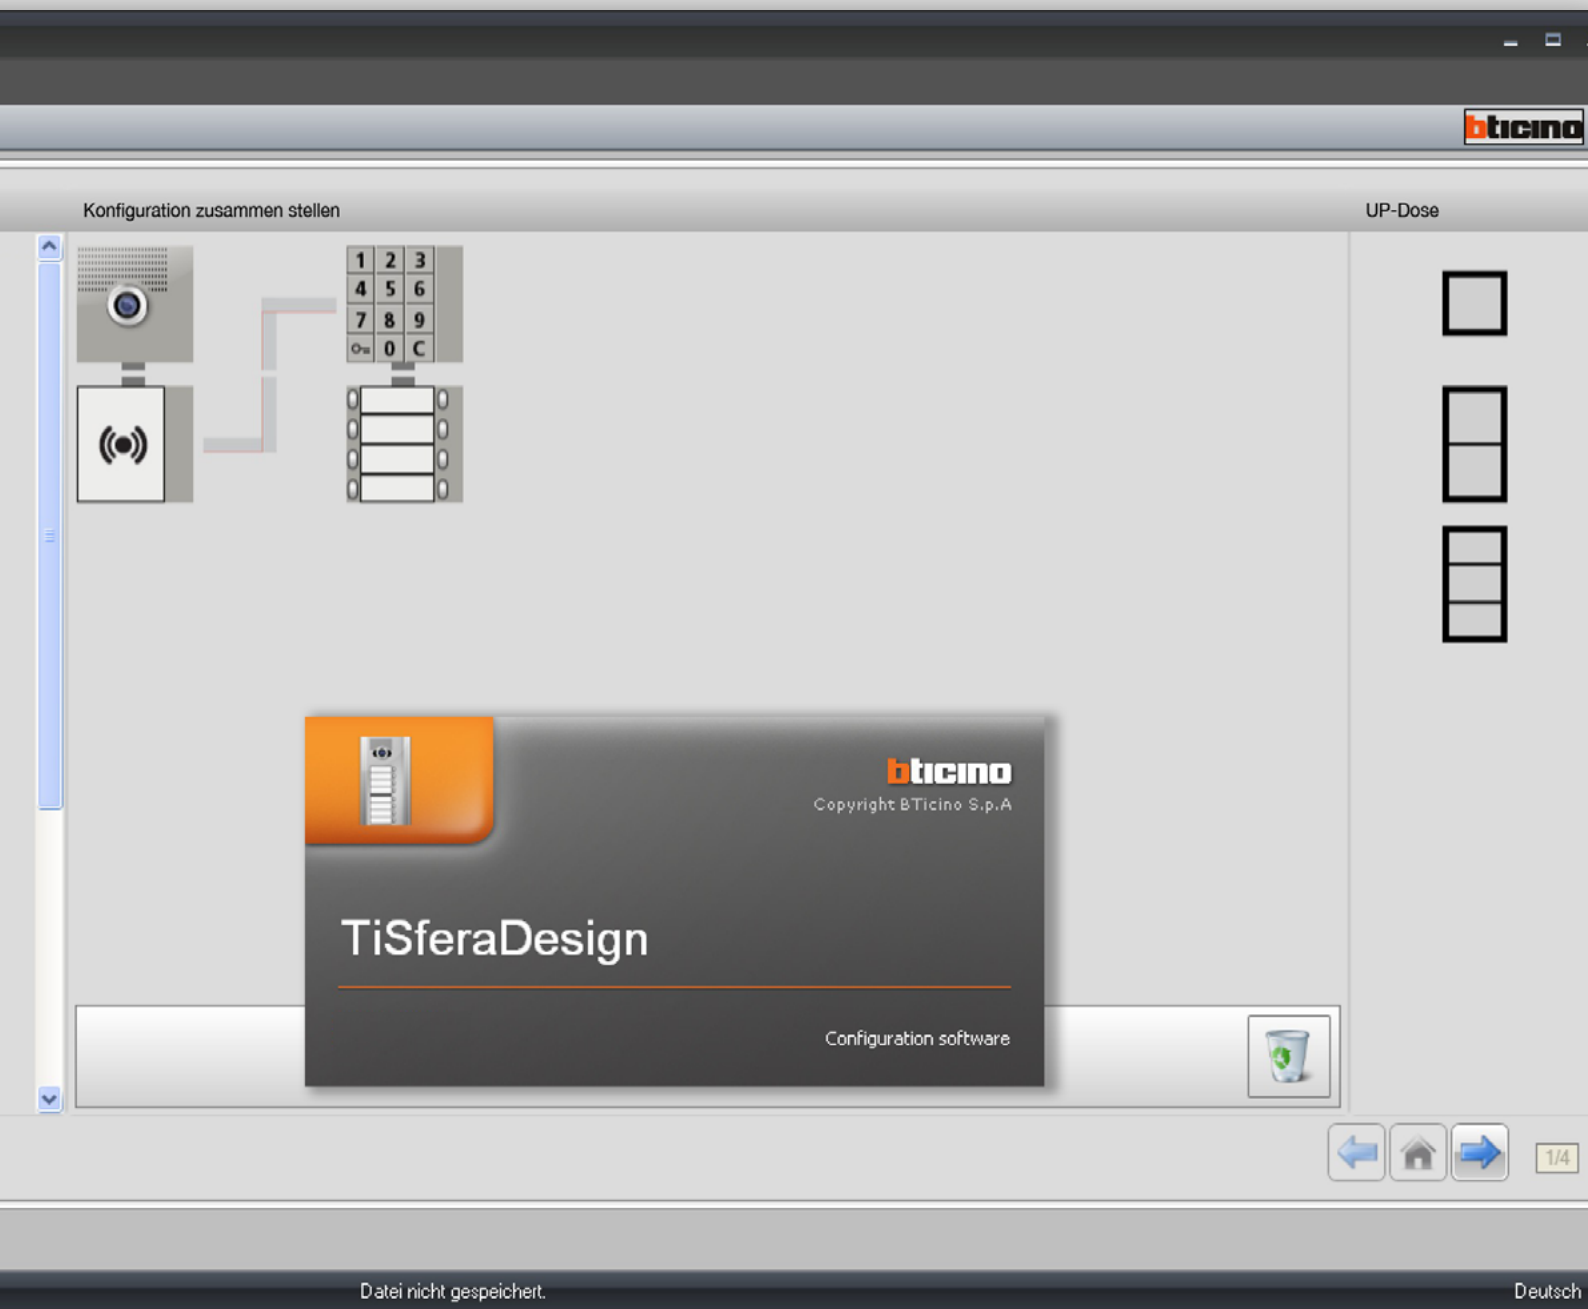 bticino
Konfiguration zusammen stellen
UP-Dose
1 2 3
4 5 6
7 8 9
0 C
bticino
Copyright BTicino S.p.A
TiSferaDesign
Configuration software
1/4
Datei nicht gespeichert.
Deutsch